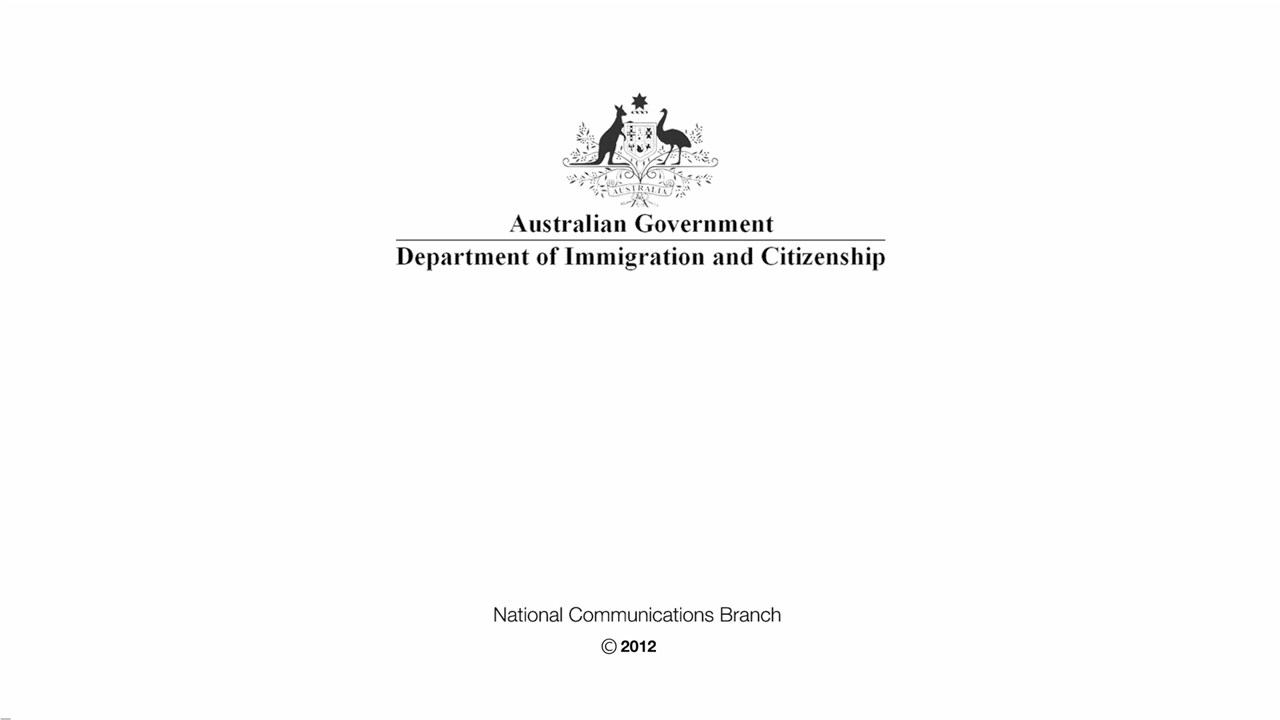 AUSTRALIA
Australian Government
Department of Immigration and Citizenship
National Communications Branch
© 2012